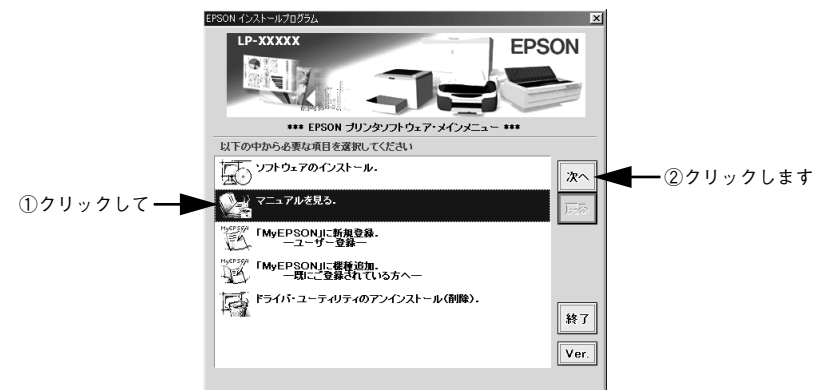 EPSON インストールプログラム
LP-XXXXX
EPSON
*** EPSON プリンタソフトウェア・メインメニュー ***
以下の中から必要な項目を選択してください
ソフトウェアのインストール.
次へ
②クリックします
①クリックして
マニュアルを見る.
戻る
MyEPSON
「MyEPSON」に新規登録.
―ユーザー登録―
MyEPSON
「MyEPSON」に機種追加.
―既にご登録されている方へ―
ドライバ・ユーティリティのアンインストール(削除).
終了
Ver.